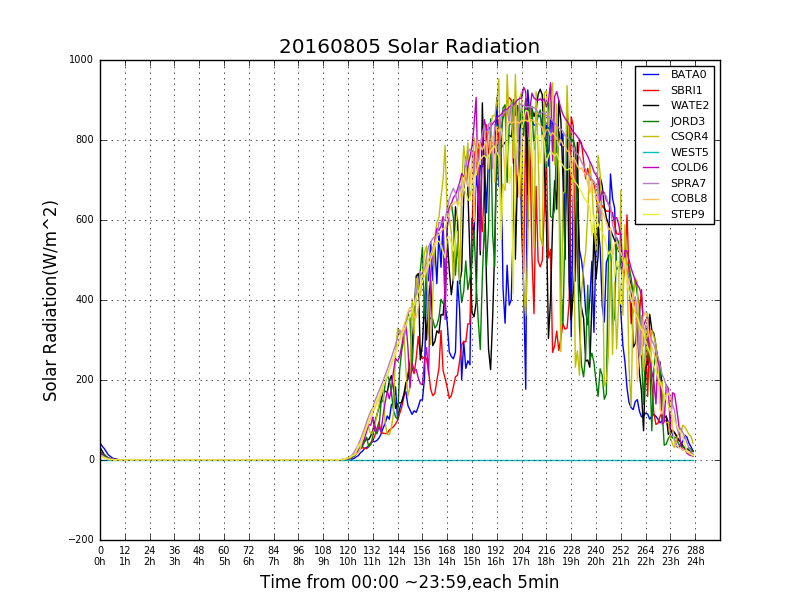 20160805 Solar Radiation
1000
800
600
400
200
0
−200
Solar Radiation(W/m^2)
BATA0
SBRI1
WATE2
JORD3
CSQR4
WEST5
COLD6
SPRA7
COBL8
STEP9
0 12 24 36 48 60 72 84 96 108 120 132 144 156 168 180 192 204 216 228 240 252 264 276 288
0h 1h 2h 3h 4h 5h 6h 7h 8h 9h 10h 11h 12h 13h 14h 15h 16h 17h 18h 19h 20h 21h 22h 23h 24h
Time from 00:00 ~23:59,each 5min